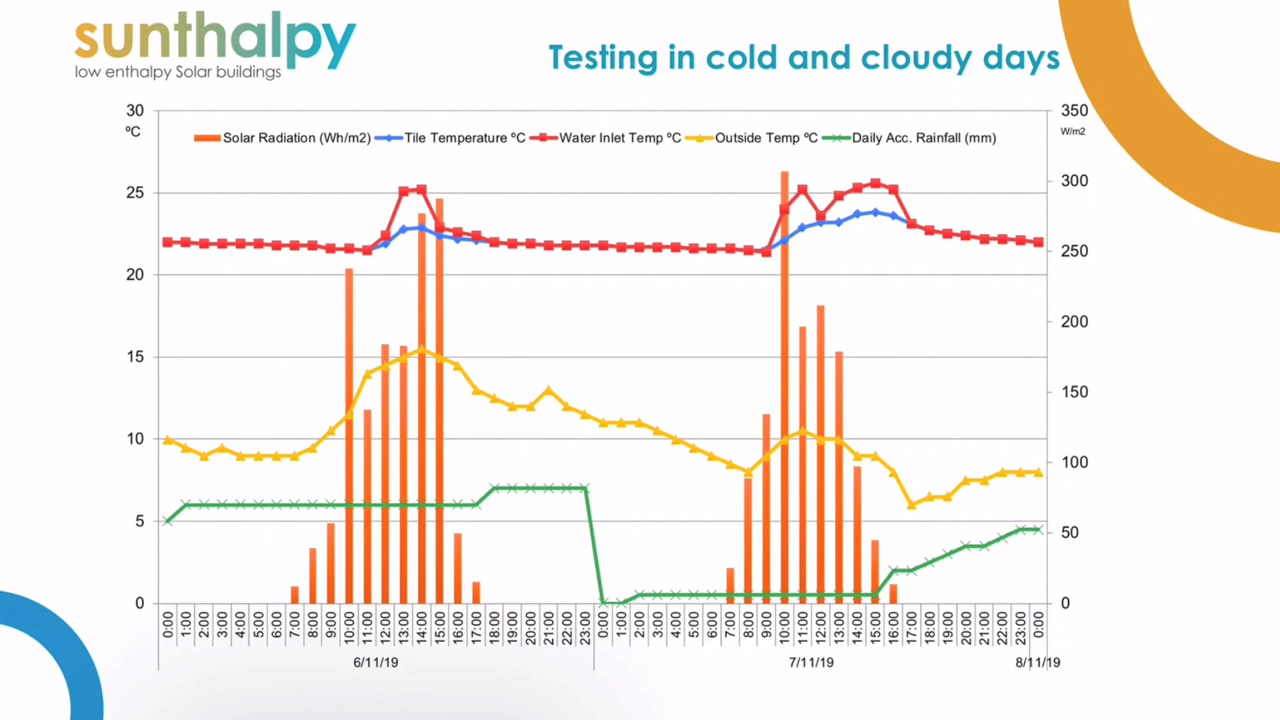 sunthalpy
low enthalpy Solar buildings
Testing in cold and cloudy days
30
ºC
25
20
15
10
5
0
Solar Radiation (Wh/m2) Tile Temperature ºC Water Inlet Temp ºC Outside Temp ºC Daily Acc. Rainfall (mm)
350
W/m2
300
250
200
150
100
50
0
0:00 1:00 2:00 3:00 4:00 5:00 6:00 7:00 8:00 9:00 10:00 11:00 12:00 13:00 14:00 15:00 16:00 17:00 18:00 19:00 20:00 21:00 22:00 23:00 0:00 1:00 2:00 3:00 4:00 5:00 6:00 7:00 8:00 9:00 10:00 11:00 12:00 13:00 14:00 15:00 16:00 17:00 18:00 19:00 20:00 21:00 22:00 23:00 0:00
6/11/19 7/11/19 8/11/19